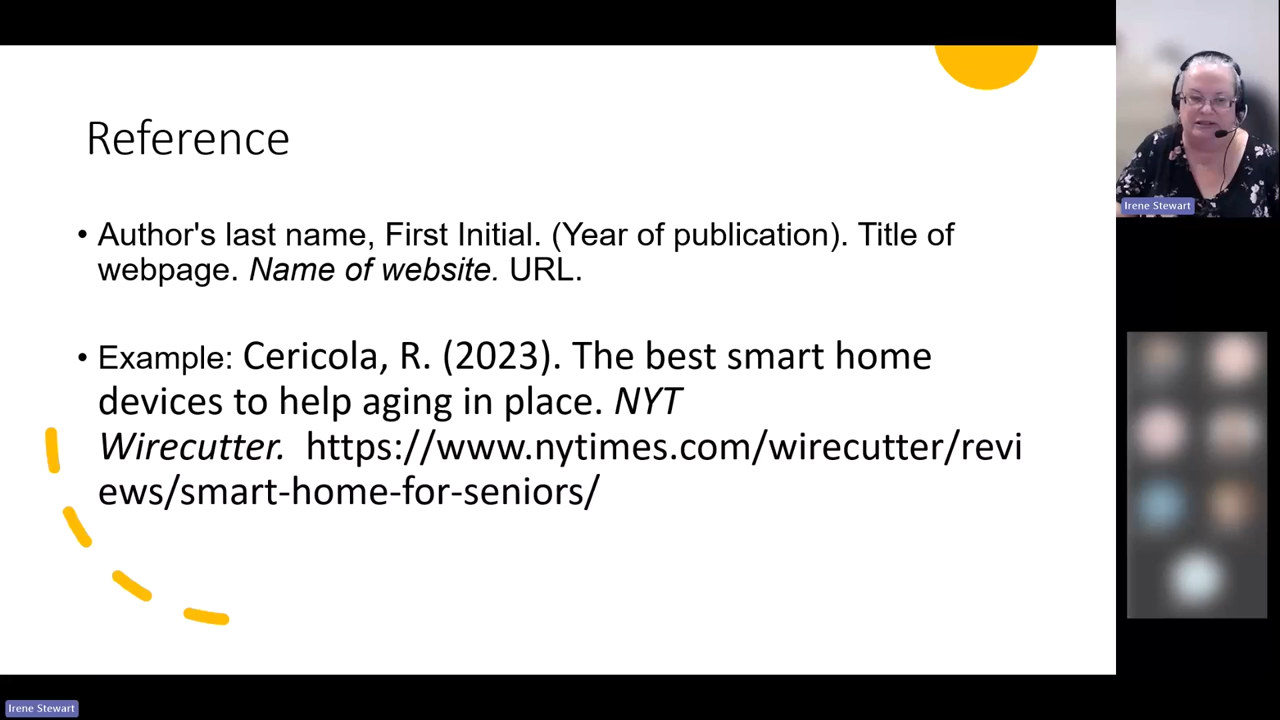 Reference
• Author's last name, First Initial. (Year of publication). Title of
webpage. Name of website. URL.
• Example: Cericola, R. (2023). The best smart home
devices to help aging in place. NYT
Wirecutter. https://www.nytimes.com/wirecutter/revi
ews/smart-home-for-seniors/
Irene Stewart
Irene Stewart